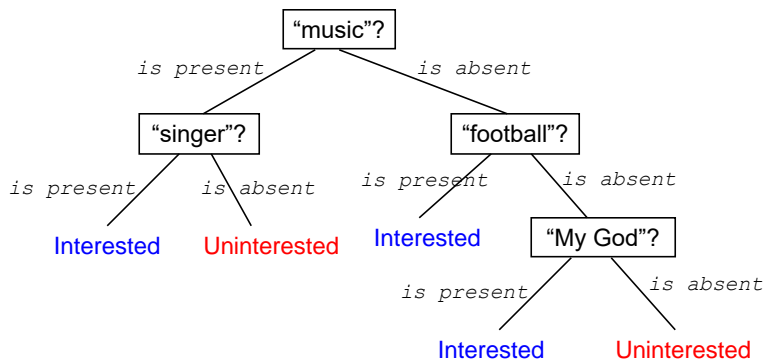 “music”?
is present
is absent
“singer”?
“football”?
is present
is absent
is present
is absent
Interested
Uninterested
Interested
“My God”?
is present
is absent
Interested
Uninterested